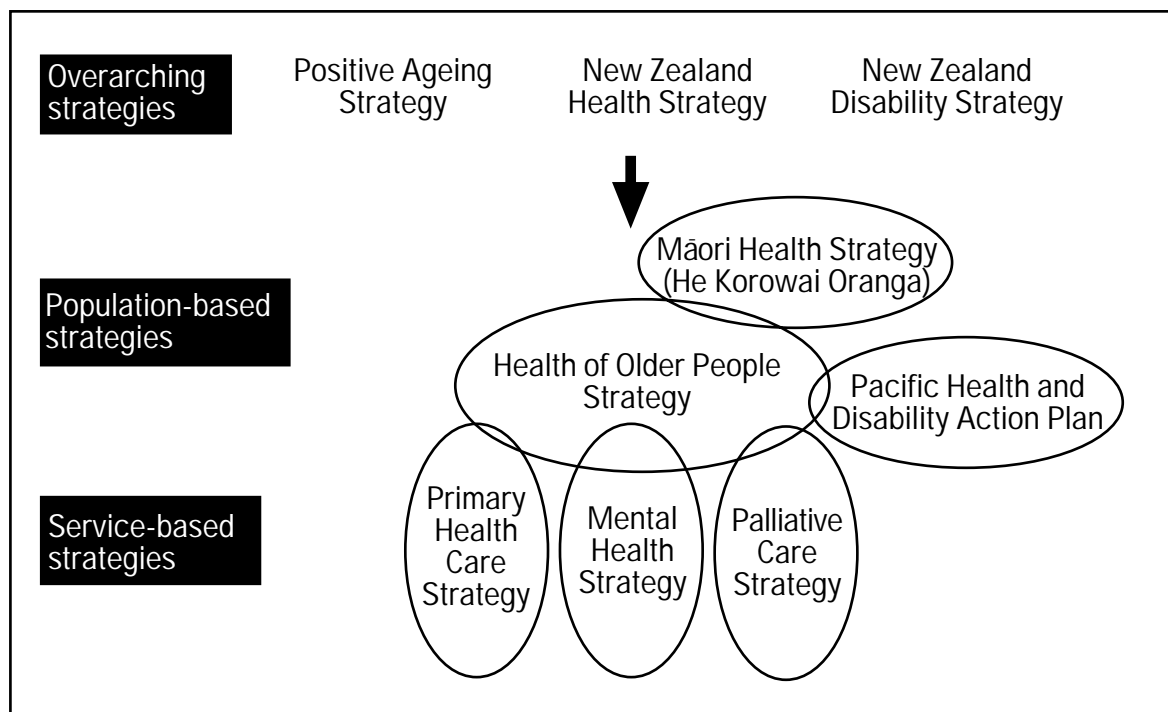 Overarching
strategies
Positive Ageing
Strategy
New Zealand
Health Strategy
New Zealand
Disability Strategy
Māori Health Strategy
(He Korowai Oranga)
Population-based
strategies
Health of Older People
Strategy
Pacific Health and
Disability Action Plan
Service-based
strategies
Primary
Health
Care
Strategy
Mental
Health
Strategy
Palliative
Care
Strategy